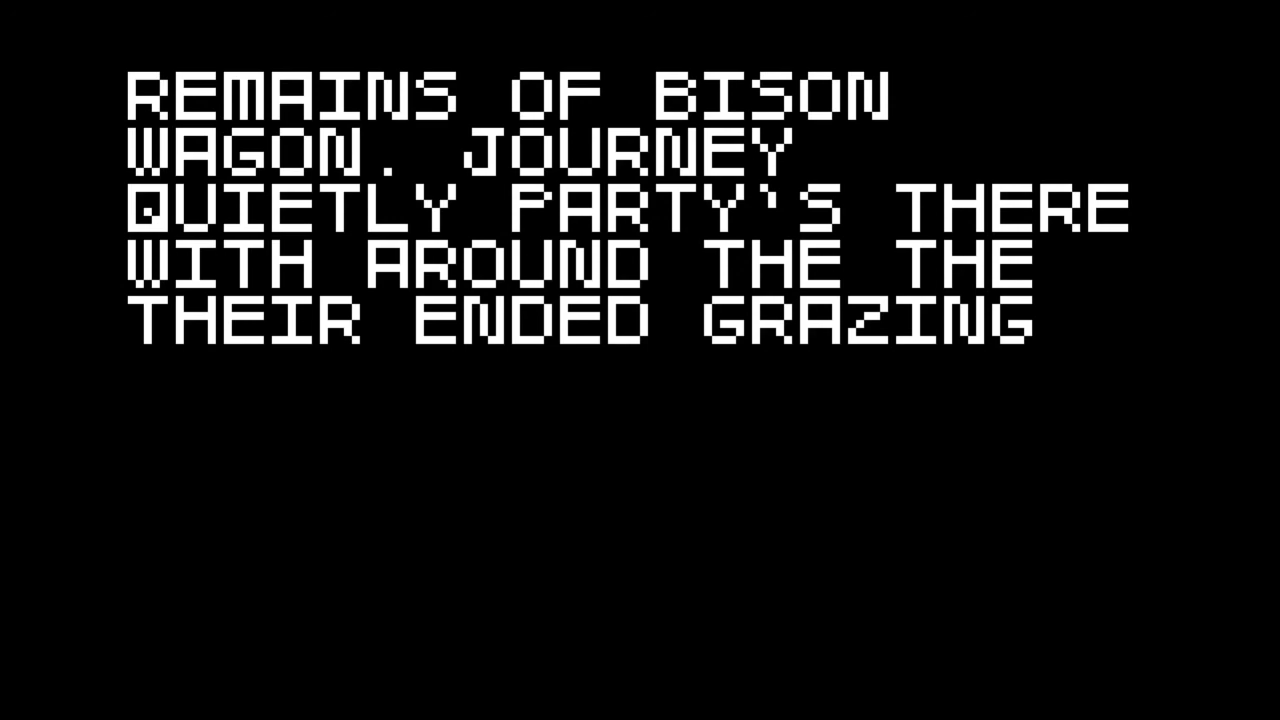 REMAINS OF BISON
WAGON. JOURNEY
QUIETLY PARTY'S THERE
WITH AROUND THE THE
THEIR ENDED GRAZING